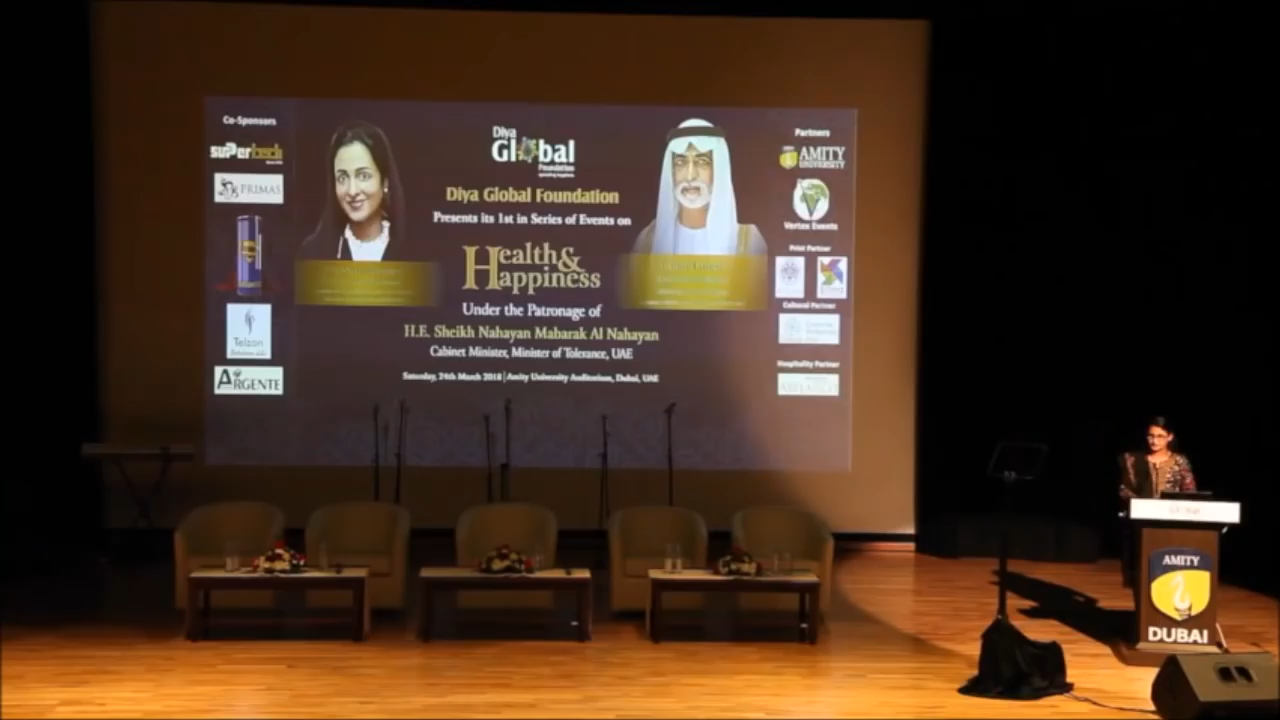 Co-Sponsors
supertech
PRIMAS
Telzon
ARGENTE
Diya
Global
Foundation
Diya Global Foundation
Presents its 1st in Series of Events on
Health &
Happiness
Under the Patronage of
H.E. Sheikh Nahayan Mabarak Al Nahayan
Cabinet Minister, Minister of Tolerance, UAE
Saturday, 24th March 2018 | Amity University Auditorium, Dubai, UAE
Partners
AMITY
UNIVERSITY
Vertex Events
Print Partner
Cultural Partner
Hospitality Partner
AMITY
DUBAI